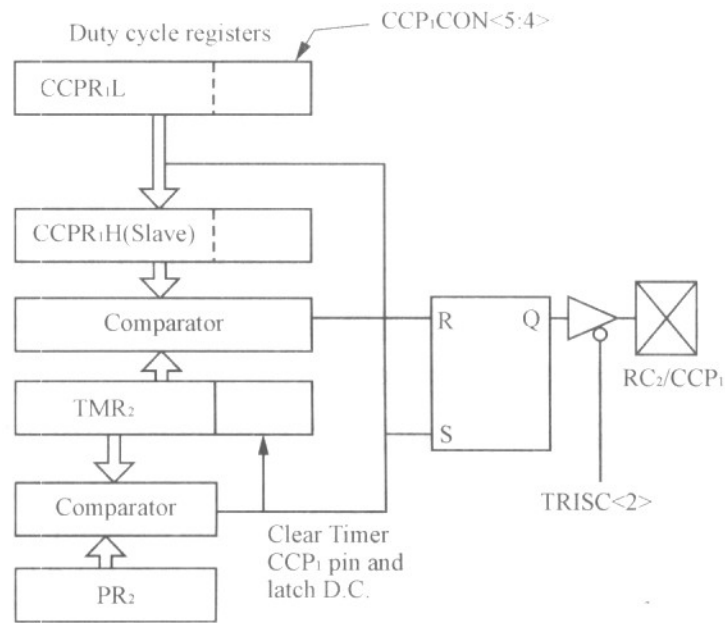 Duty cycle registers
CCP₁CON<5:4>
CCPR₁L
CCPR₁H(Slave)
Comparator
R Q
RC₂/CCP₁
TMR₂
S
Comparator
TRISC<2>
Clear Timer
CCP₁ pin and
latch D.C.
PR₂